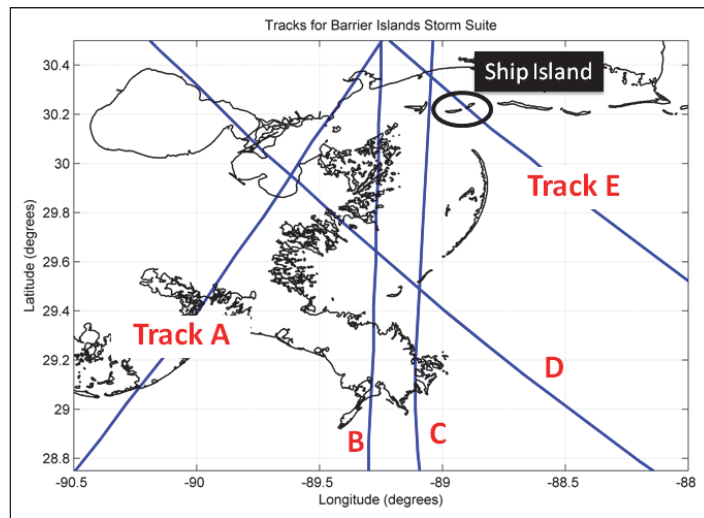 Tracks for Barrier Islands Storm Suite
30.4
30.2
30
29.8
29.6
29.4
29.2
29
28.8
Latitude (degrees)
Ship Island
Track E
Track A
D
B
C
-90.5
-90
-89.5
-89
-88.5
-88
Longitude (degrees)